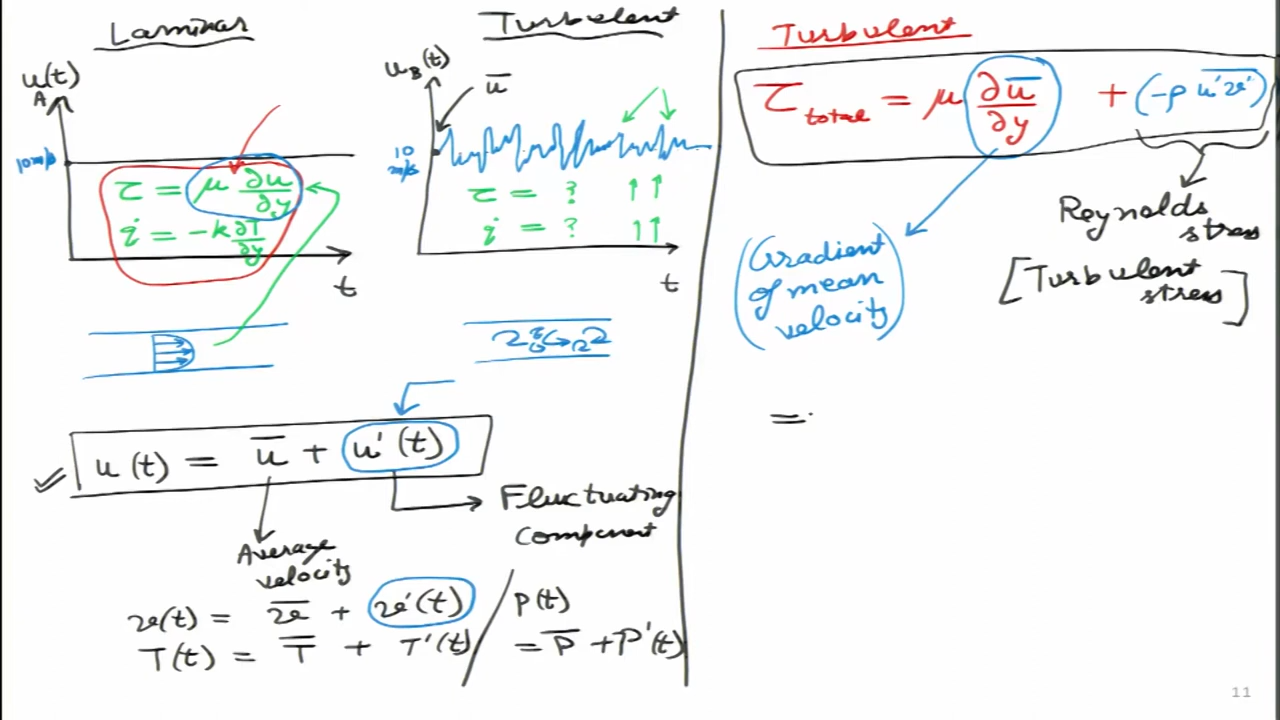 Laminar
u(t)
A
10 m/s
τ = μ ∂u/∂y
q̇ = -k ∂T/∂y
t
Turbulent
u_B(t)
ū
10
m/s
τ = ? ↑↑
q̇ = ? ↑↑
t
u(t) = ū + u'(t)
Average
velocity
Fluctuating
component
v(t) = v̄ + v'(t)
T(t) = T̄ + T'(t)
P(t)
= P̄ + P'(t)
Turbulent
τ_total = μ ∂ū/∂y + (-ρ u'v'‾)
(Gradient
of mean
velocity)
Reynolds
stress
[Turbulent
stress]
=
11